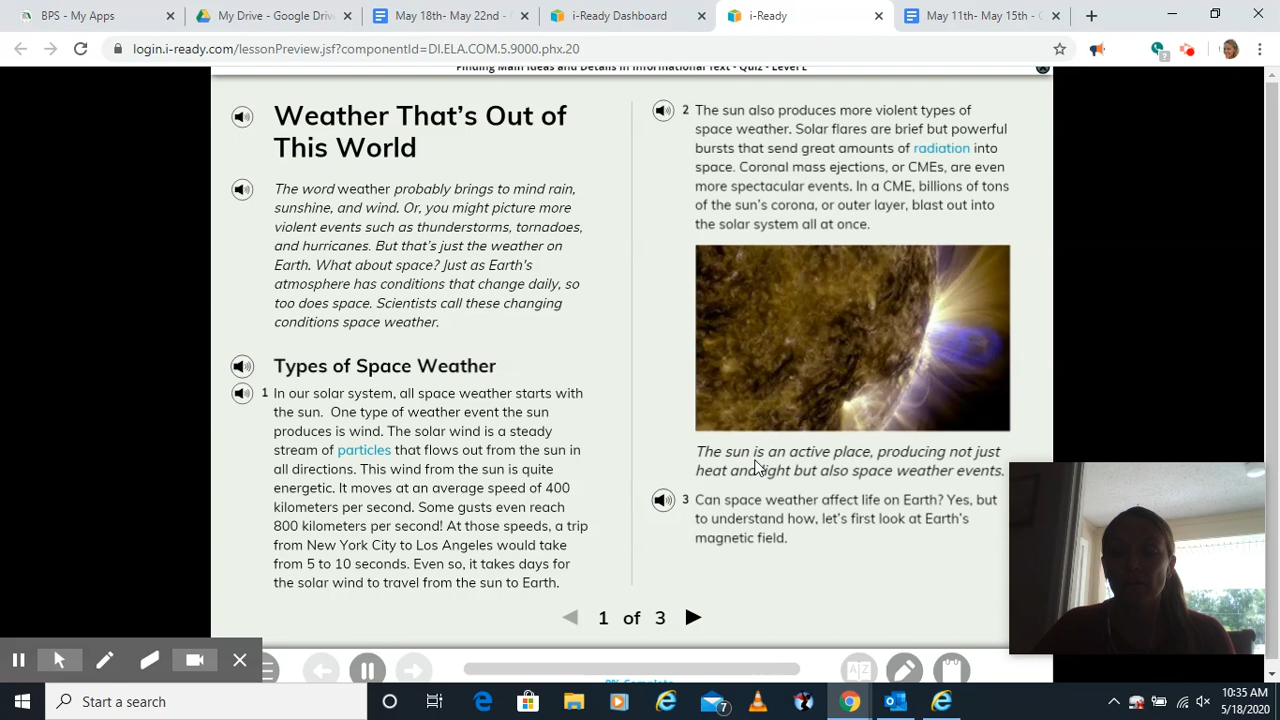 BPS - My Apps
My Drive - Google Drive
May 18th- May 22nd - G
i-Ready Dashboard
i-Ready
May 11th- May 15th - G
login.i-ready.com/lessonPreview.jsf?componentId=DI.ELA.COM.5.9000.phx.20
Finding Main Ideas and Details in Informational Text • Quiz • Level E
Weather That's Out of
This World
The word weather probably brings to mind rain,
sunshine, and wind. Or, you might picture more
violent events such as thunderstorms, tornadoes,
and hurricanes. But that's just the weather on
Earth. What about space? Just as Earth's
atmosphere has conditions that change daily, so
too does space. Scientists call these changing
conditions space weather.
Types of Space Weather
1 In our solar system, all space weather starts with
the sun. One type of weather event the sun
produces is wind. The solar wind is a steady
stream of particles that flows out from the sun in
all directions. This wind from the sun is quite
energetic. It moves at an average speed of 400
kilometers per second. Some gusts even reach
800 kilometers per second! At those speeds, a trip
from New York City to Los Angeles would take
from 5 to 10 seconds. Even so, it takes days for
the solar wind to travel from the sun to Earth.
2 The sun also produces more violent types of
space weather. Solar flares are brief but powerful
bursts that send great amounts of radiation into
space. Coronal mass ejections, or CMEs, are even
more spectacular events. In a CME, billions of tons
of the sun's corona, or outer layer, blast out into
the solar system all at once.
The sun is an active place, producing not just
heat and light but also space weather events.
3 Can space weather affect life on Earth? Yes, but
to understand how, let's first look at Earth's
magnetic field.
1 of 3
A Z
Start a search
7
10:35 AM
5/18/2020